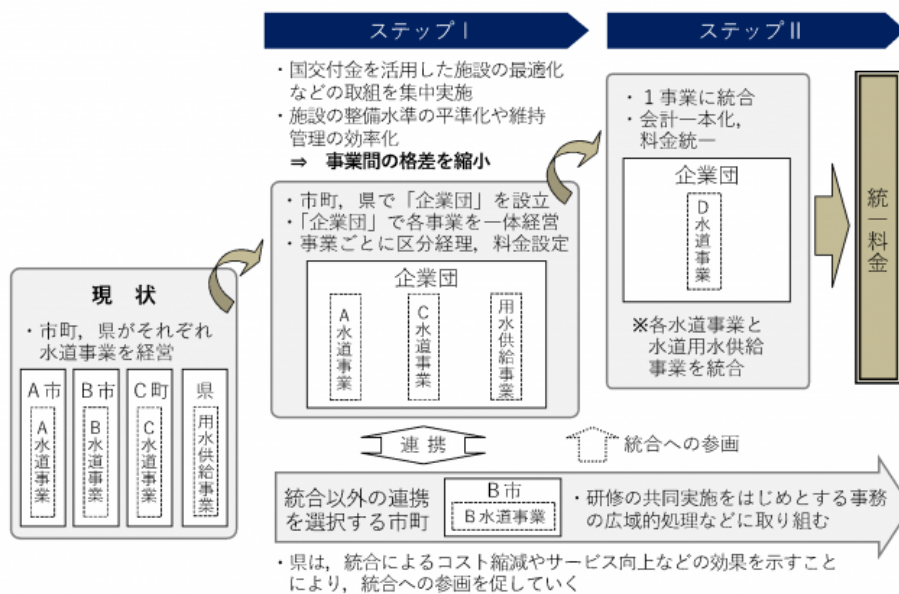 ステップⅠ
ステップⅡ
・国交付金を活用した施設の最適化
などの取組を集中実施
・施設の整備水準の平準化や維持
管理の効率化
⇒ 事業間の格差を縮小
・市町，県で「企業団」を設立
・「企業団」で各事業を一体経営
・事業ごとに区分経理，料金設定
企業団
A水道事業
C水道事業
用水供給事業
・１事業に統合
・会計一本化，
料金統一
企業団
D水道事業
※各水道事業と
水道用水供給
事業を統合
統一料金
現 状
・市町，県がそれぞれ
水道事業を経営
A市
B市
C町
県
A水道事業
B水道事業
C水道事業
用水供給事業
連携
統合への参画
統合以外の連携
を選択する市町
B市
B水道事業
・研修の共同実施をはじめとする事務
の広域的処理などに取り組む
・県は，統合によるコスト縮減やサービス向上などの効果を示すこと
により，統合への参画を促していく